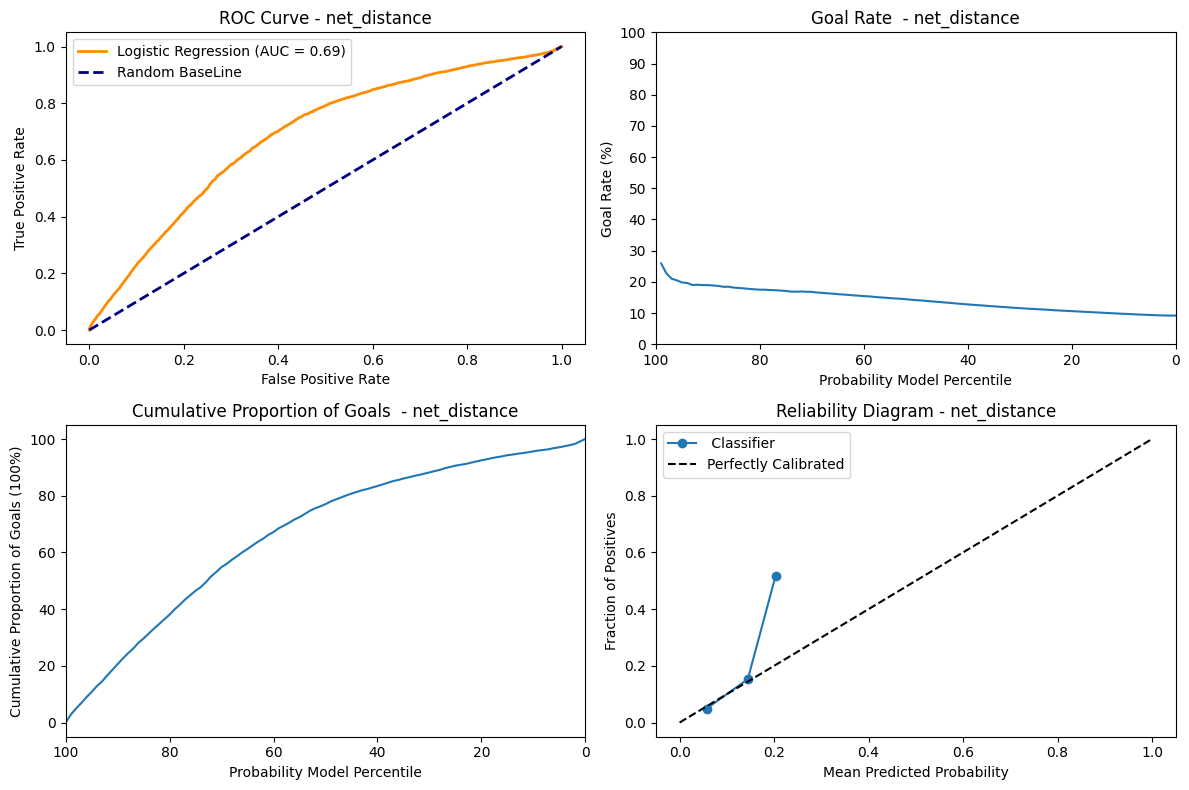 ROC Curve - net_distance
True Positive Rate
1.0
0.8
0.6
0.4
0.2
0.0
Logistic Regression (AUC = 0.69)
Random BaseLine
0.0 0.2 0.4 0.6 0.8 1.0
False Positive Rate
Goal Rate  - net_distance
Goal Rate (%)
100
90
80
70
60
50
40
30
20
10
0
100 80 60 40 20 0
Probability Model Percentile
Cumulative Proportion of Goals  - net_distance
Cumulative Proportion of Goals (100%)
100
80
60
40
20
0
100 80 60 40 20 0
Probability Model Percentile
Reliability Diagram - net_distance
Fraction of Positives
1.0
0.8
0.6
0.4
0.2
0.0
Classifier
Perfectly Calibrated
0.0 0.2 0.4 0.6 0.8 1.0
Mean Predicted Probability